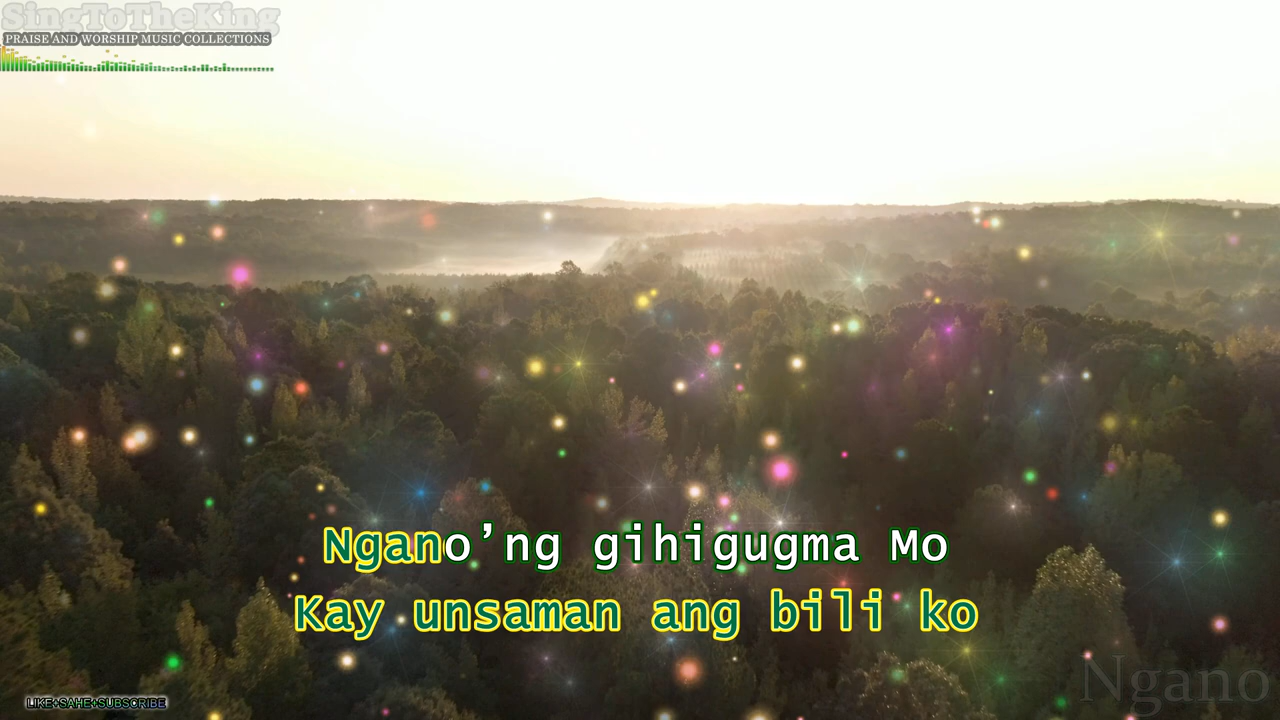 SingToTheKing
PRAISE AND WORSHIP MUSIC COLLECTIONS
Ngano’ng gihigugma Mo
Kay unsaman ang bili ko
Ngano
LIKE+SAHE+SUBSCRIBE